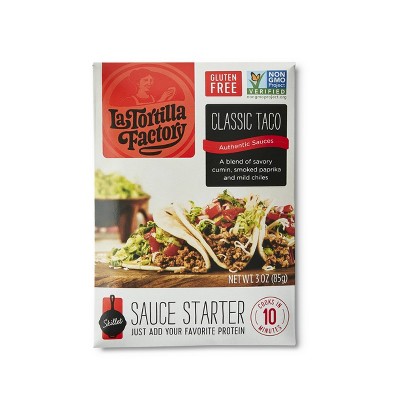 La Tortilla
Factory
GLUTEN
FREE
NON
GMO
Project
VERIFIED
nongmoproject.org
CLASSIC TACO
Authentic Sauces
A blend of savory
cumin, smoked paprika
and mild chiles
NET WT. 3 OZ (85g)
Skillet
SAUCE STARTER
JUST ADD YOUR FAVORITE PROTEIN
COOKS IN
10
MINUTES